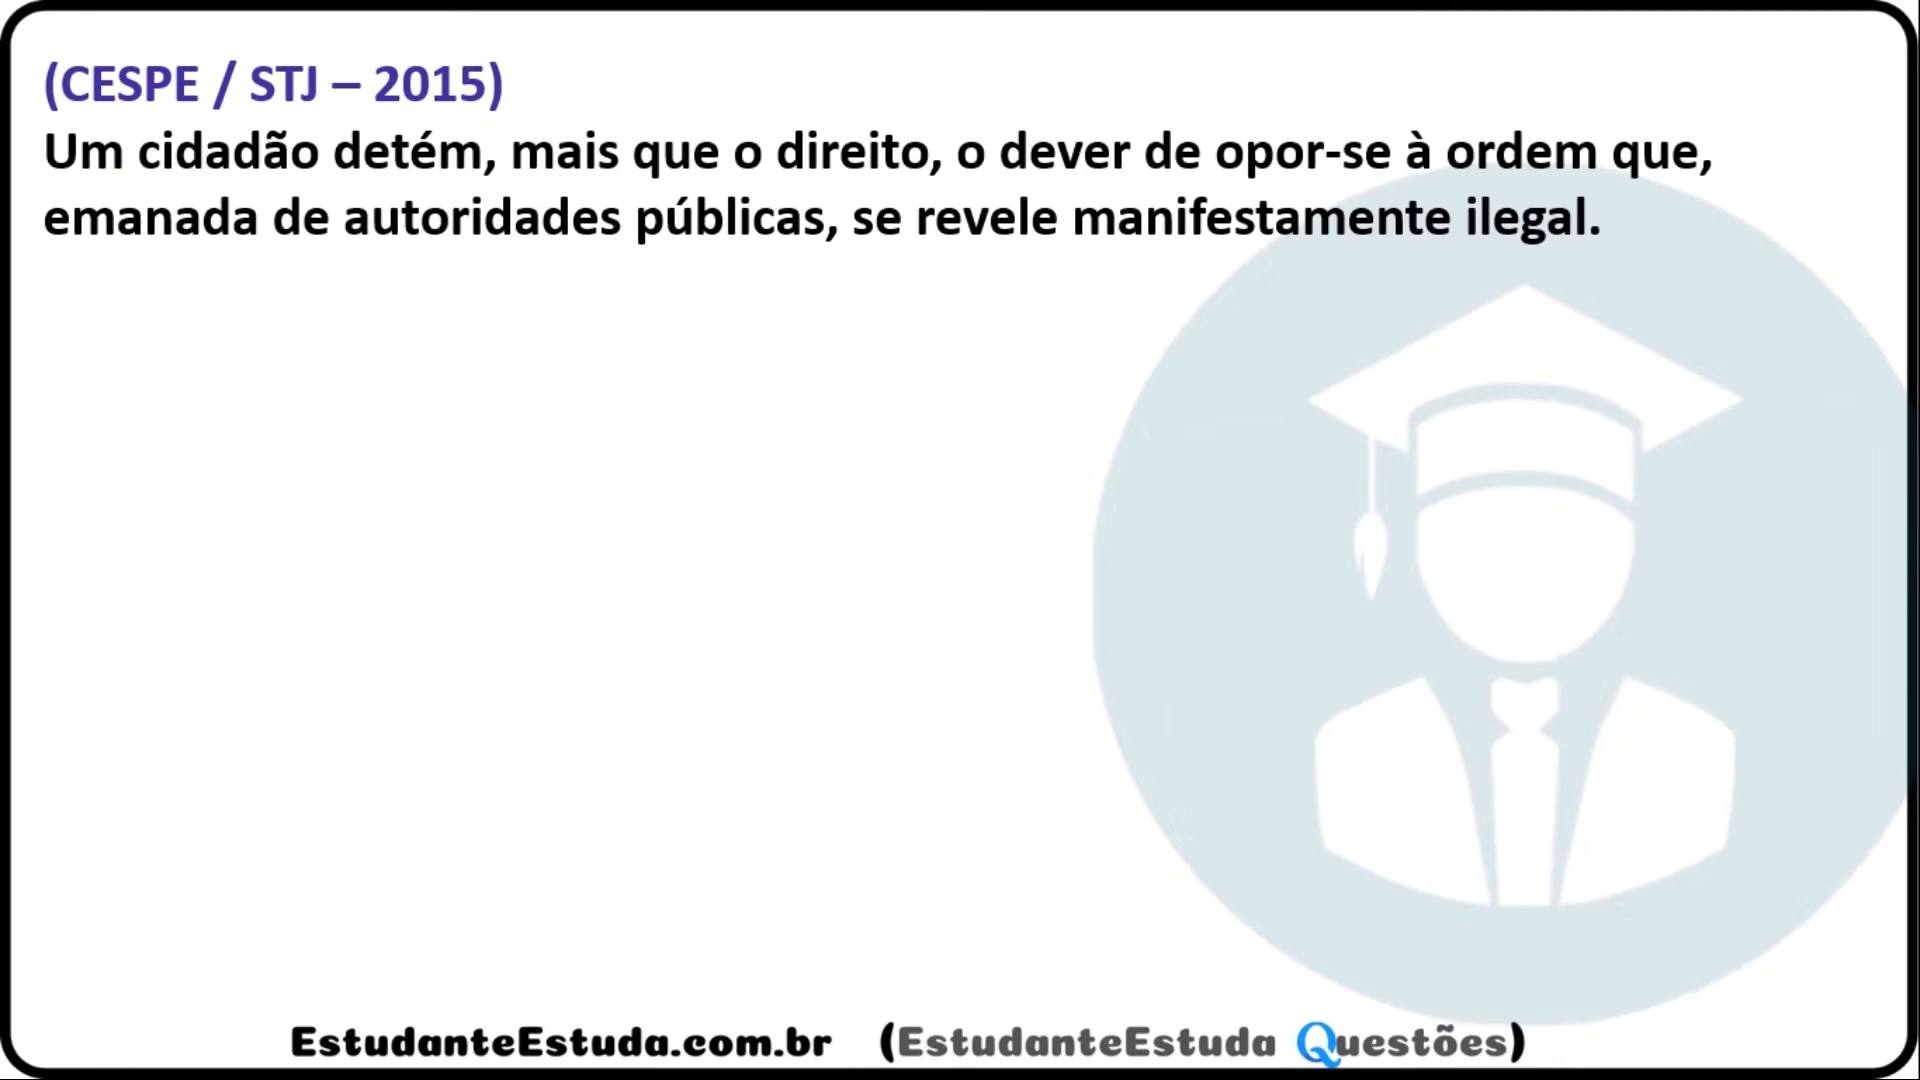 (CESPE / STJ – 2015)
Um cidadão detém, mais que o direito, o dever de opor-se à ordem que,
emanada de autoridades públicas, se revele manifestamente ilegal.
EstudanteEstuda.com.br (EstudanteEstuda Questões)